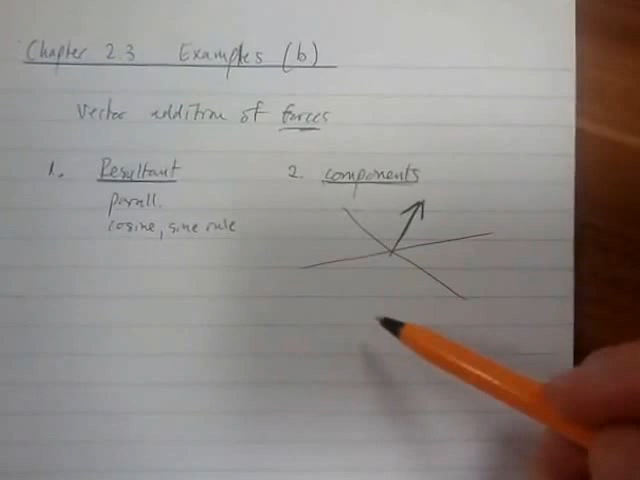 Chapter 2.3 Examples (b)
Vector addition of forces
1. Resultant
parall.
cosine, sine rule
2. components